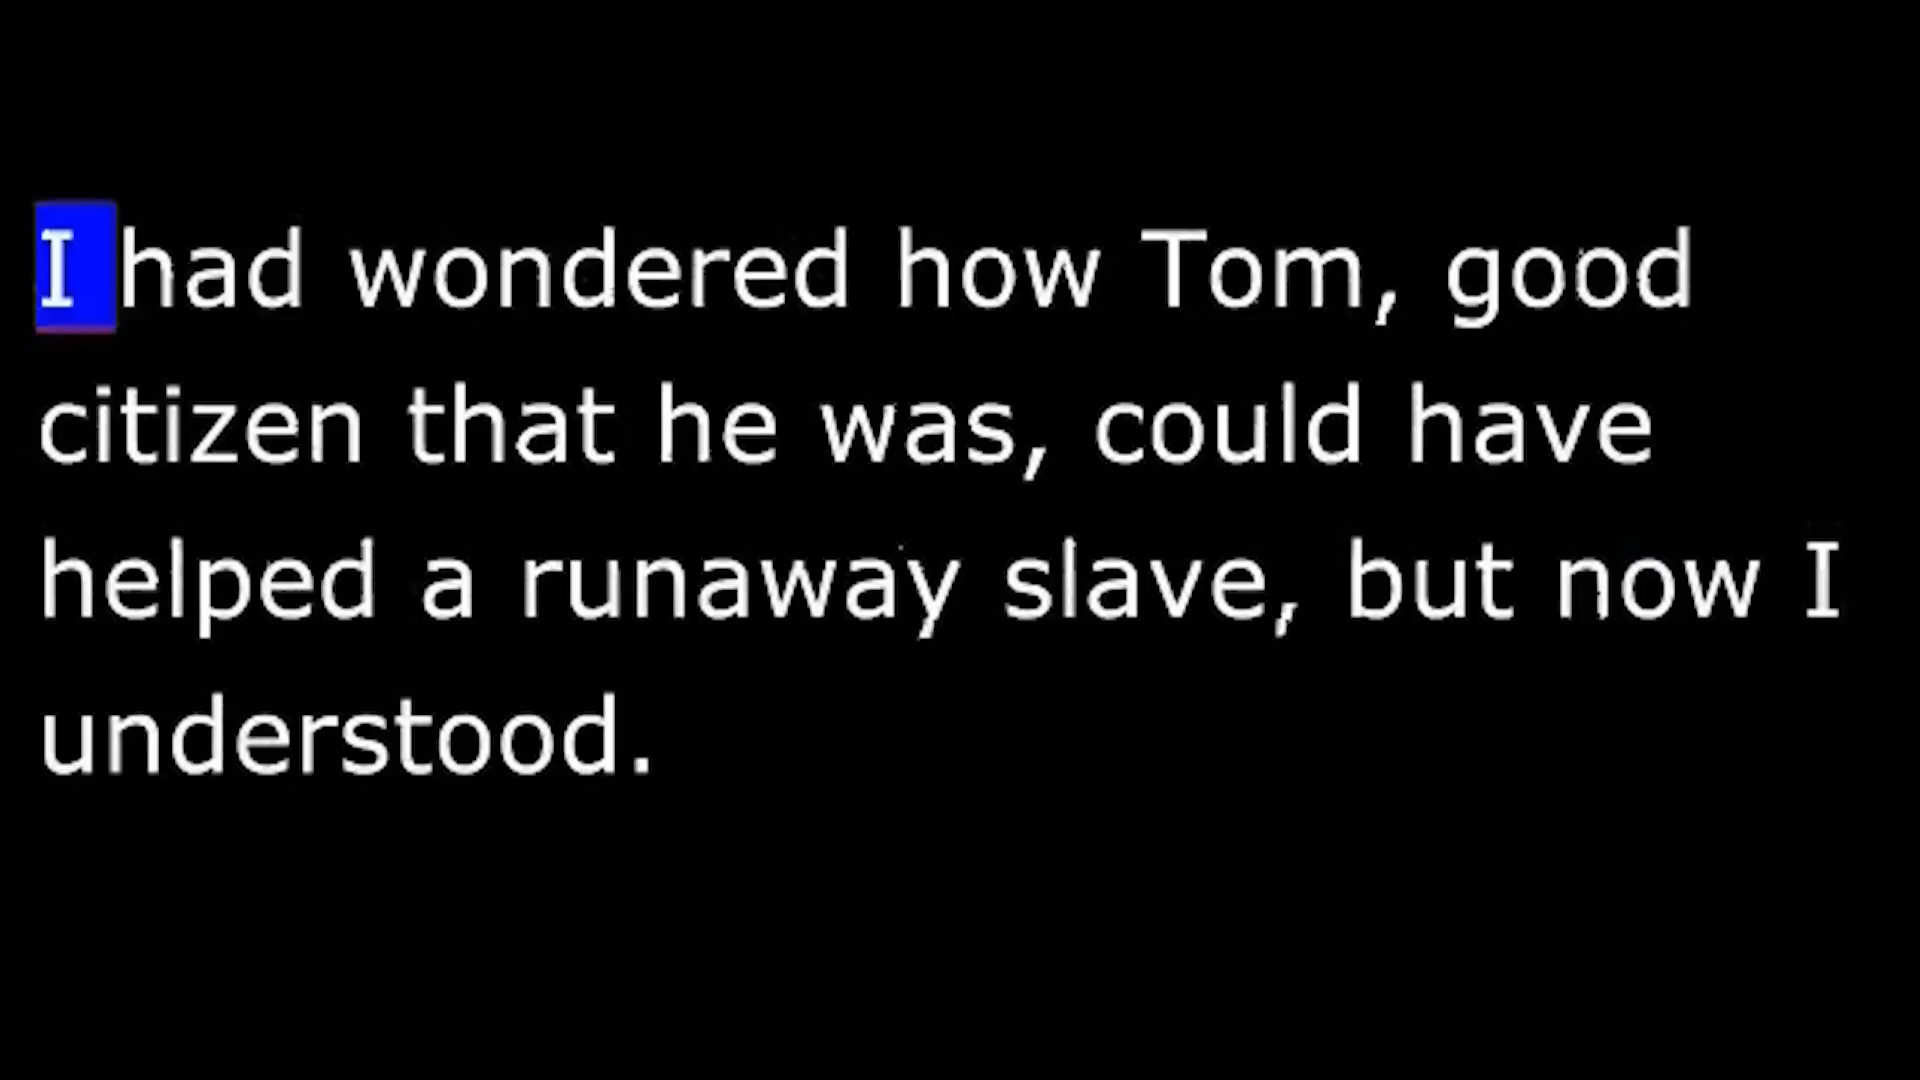 I had wondered how Tom, good
citizen that he was, could have
helped a runaway slave, but now I
understood.